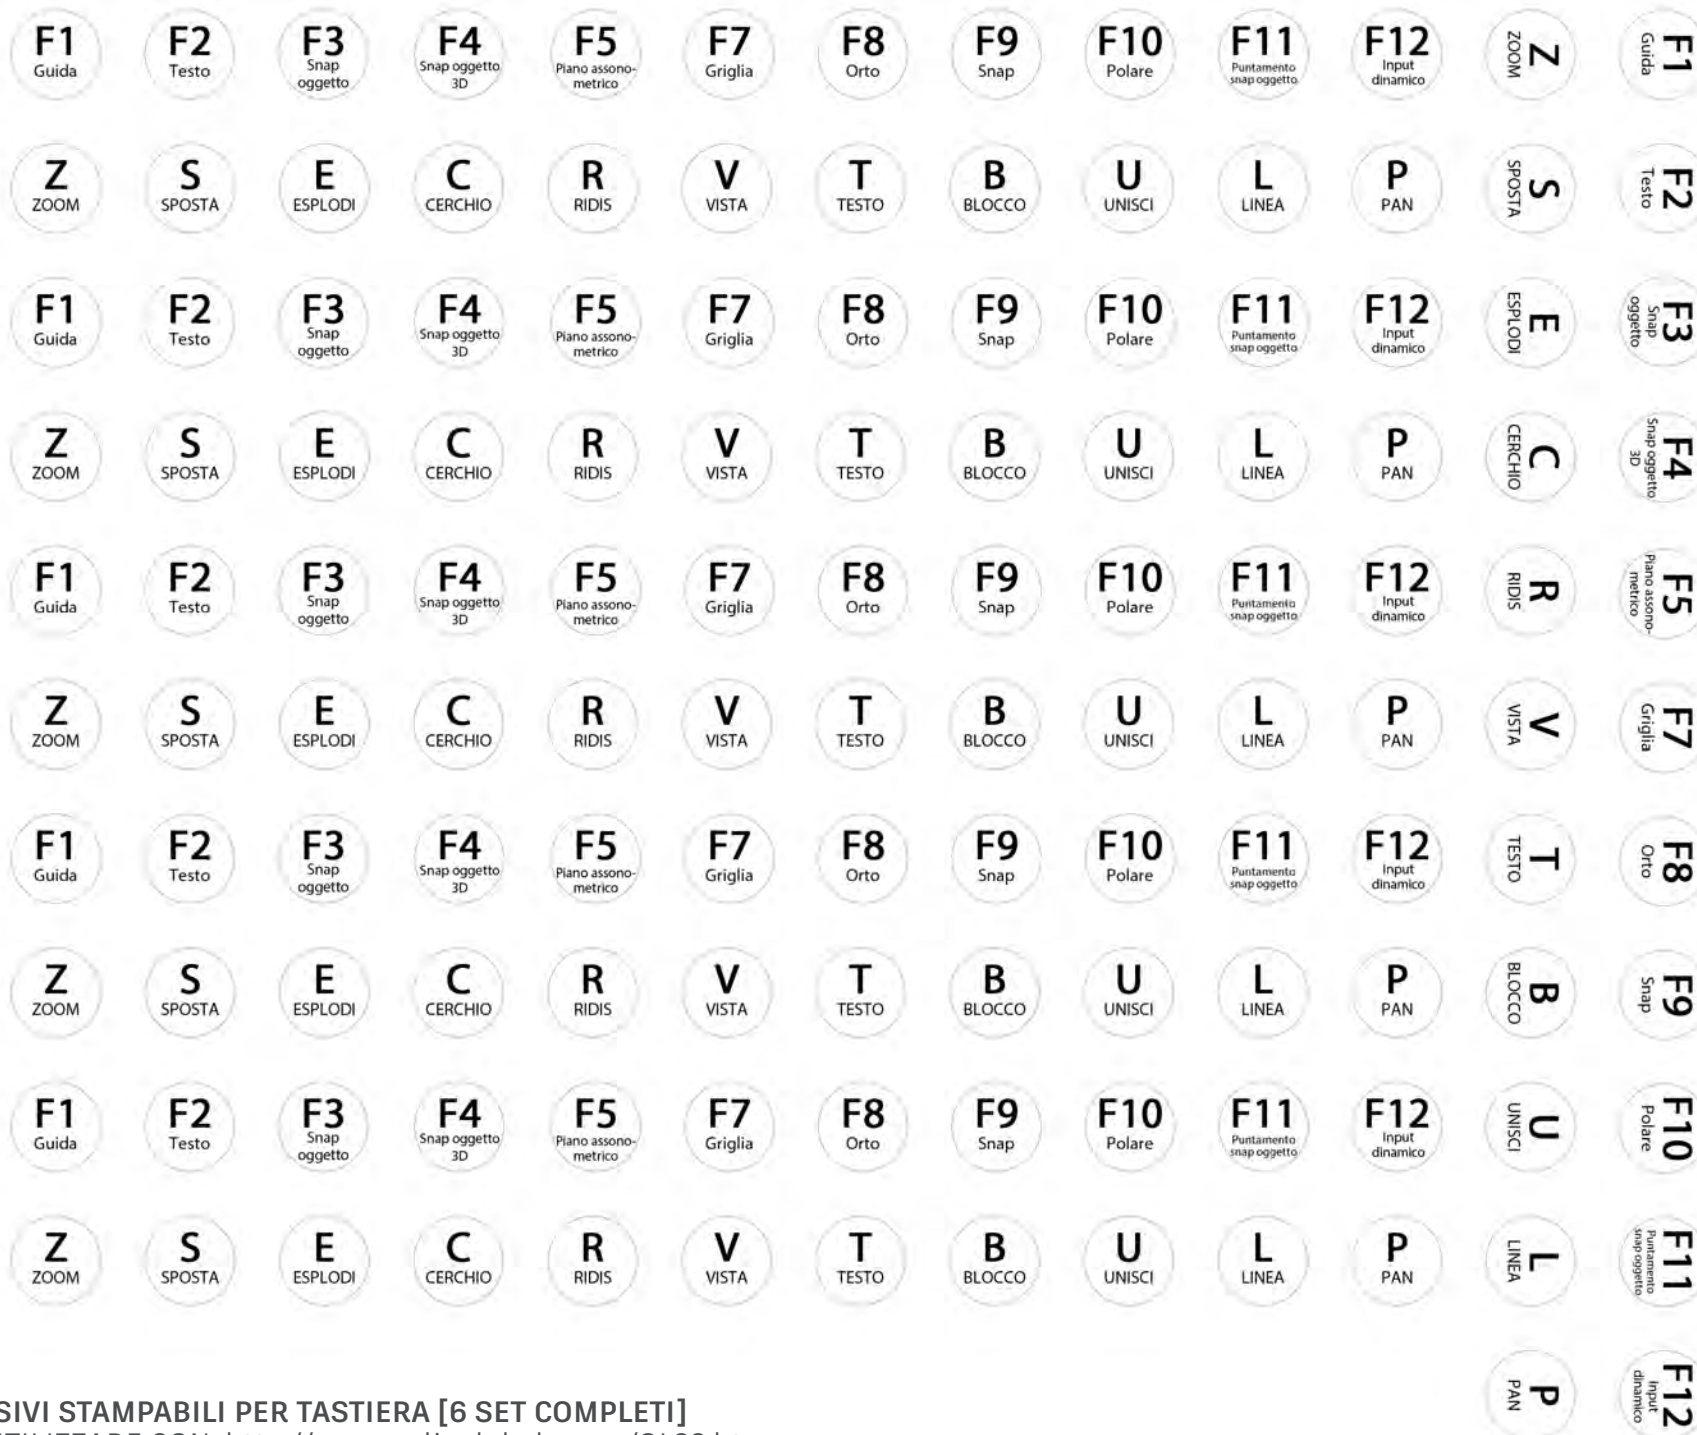 F1 Guida F2 Testo F3 Snap oggetto F4 Snap oggetto 3D F5 Piano assono-metrico F7 Griglia F8 Orto F9 Snap F10 Polare F11 Puntamento snap oggetto F12 Input dinamico
Z ZOOM S SPOSTA E ESPLODI C CERCHIO R RIDIS V VISTA T TESTO B BLOCCO U UNISCI L LINEA P PAN
F1 Guida F2 Testo F3 Snap oggetto F4 Snap oggetto 3D F5 Piano assono-metrico F7 Griglia F8 Orto F9 Snap F10 Polare F11 Puntamento snap oggetto F12 Input dinamico
Z ZOOM S SPOSTA E ESPLODI C CERCHIO R RIDIS V VISTA T TESTO B BLOCCO U UNISCI L LINEA P PAN
F1 Guida F2 Testo F3 Snap oggetto F4 Snap oggetto 3D F5 Piano assono-metrico F7 Griglia F8 Orto F9 Snap F10 Polare F11 Puntamento snap oggetto F12 Input dinamico
Z ZOOM S SPOSTA E ESPLODI C CERCHIO R RIDIS V VISTA T TESTO B BLOCCO U UNISCI L LINEA P PAN
F1 Guida F2 Testo F3 Snap oggetto F4 Snap oggetto 3D F5 Piano assono-metrico F7 Griglia F8 Orto F9 Snap F10 Polare F11 Puntamento snap oggetto F12 Input dinamico
Z ZOOM S SPOSTA E ESPLODI C CERCHIO R RIDIS V VISTA T TESTO B BLOCCO U UNISCI L LINEA P PAN
F1 Guida F2 Testo F3 Snap oggetto F4 Snap oggetto 3D F5 Piano assono-metrico F7 Griglia F8 Orto F9 Snap F10 Polare F11 Puntamento snap oggetto F12 Input dinamico
Z ZOOM S SPOSTA E ESPLODI C CERCHIO R RIDIS V VISTA T TESTO B BLOCCO U UNISCI L LINEA P PAN
F1 Guida F2 Testo F3 Snap oggetto F4 Snap oggetto 3D F5 Piano assono-metrico F7 Griglia F8 Orto F9 Snap F10 Polare F11 Puntamento snap oggetto F12 Input dinamico
Z ZOOM S SPOSTA E ESPLODI C CERCHIO R RIDIS V VISTA T TESTO B BLOCCO U UNISCI L LINEA P PAN
SIVI STAMPABILI PER TASTIERA [6 SET COMPLETI]